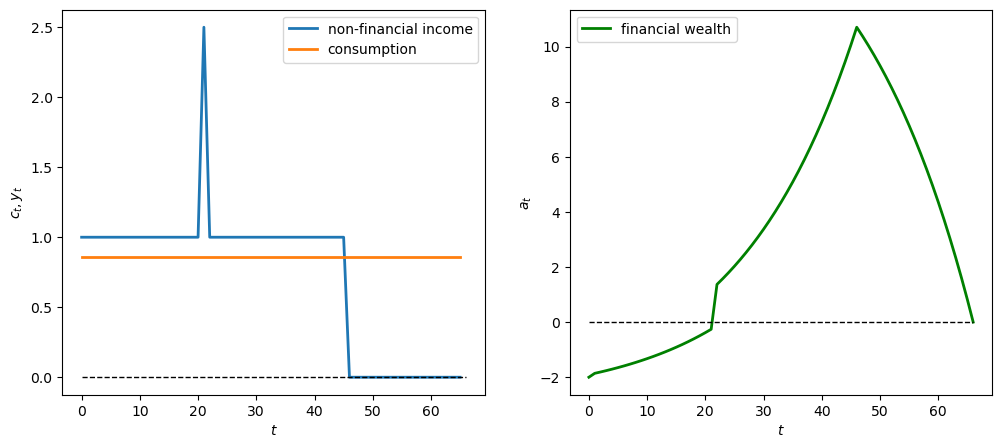 non-financial income
consumption
c_t, y_t
2.5
2.0
1.5
1.0
0.5
0.0
0 10 20 30 40 50 60
t
financial wealth
a_t
10
8
6
4
2
0
−2
0 10 20 30 40 50 60
t